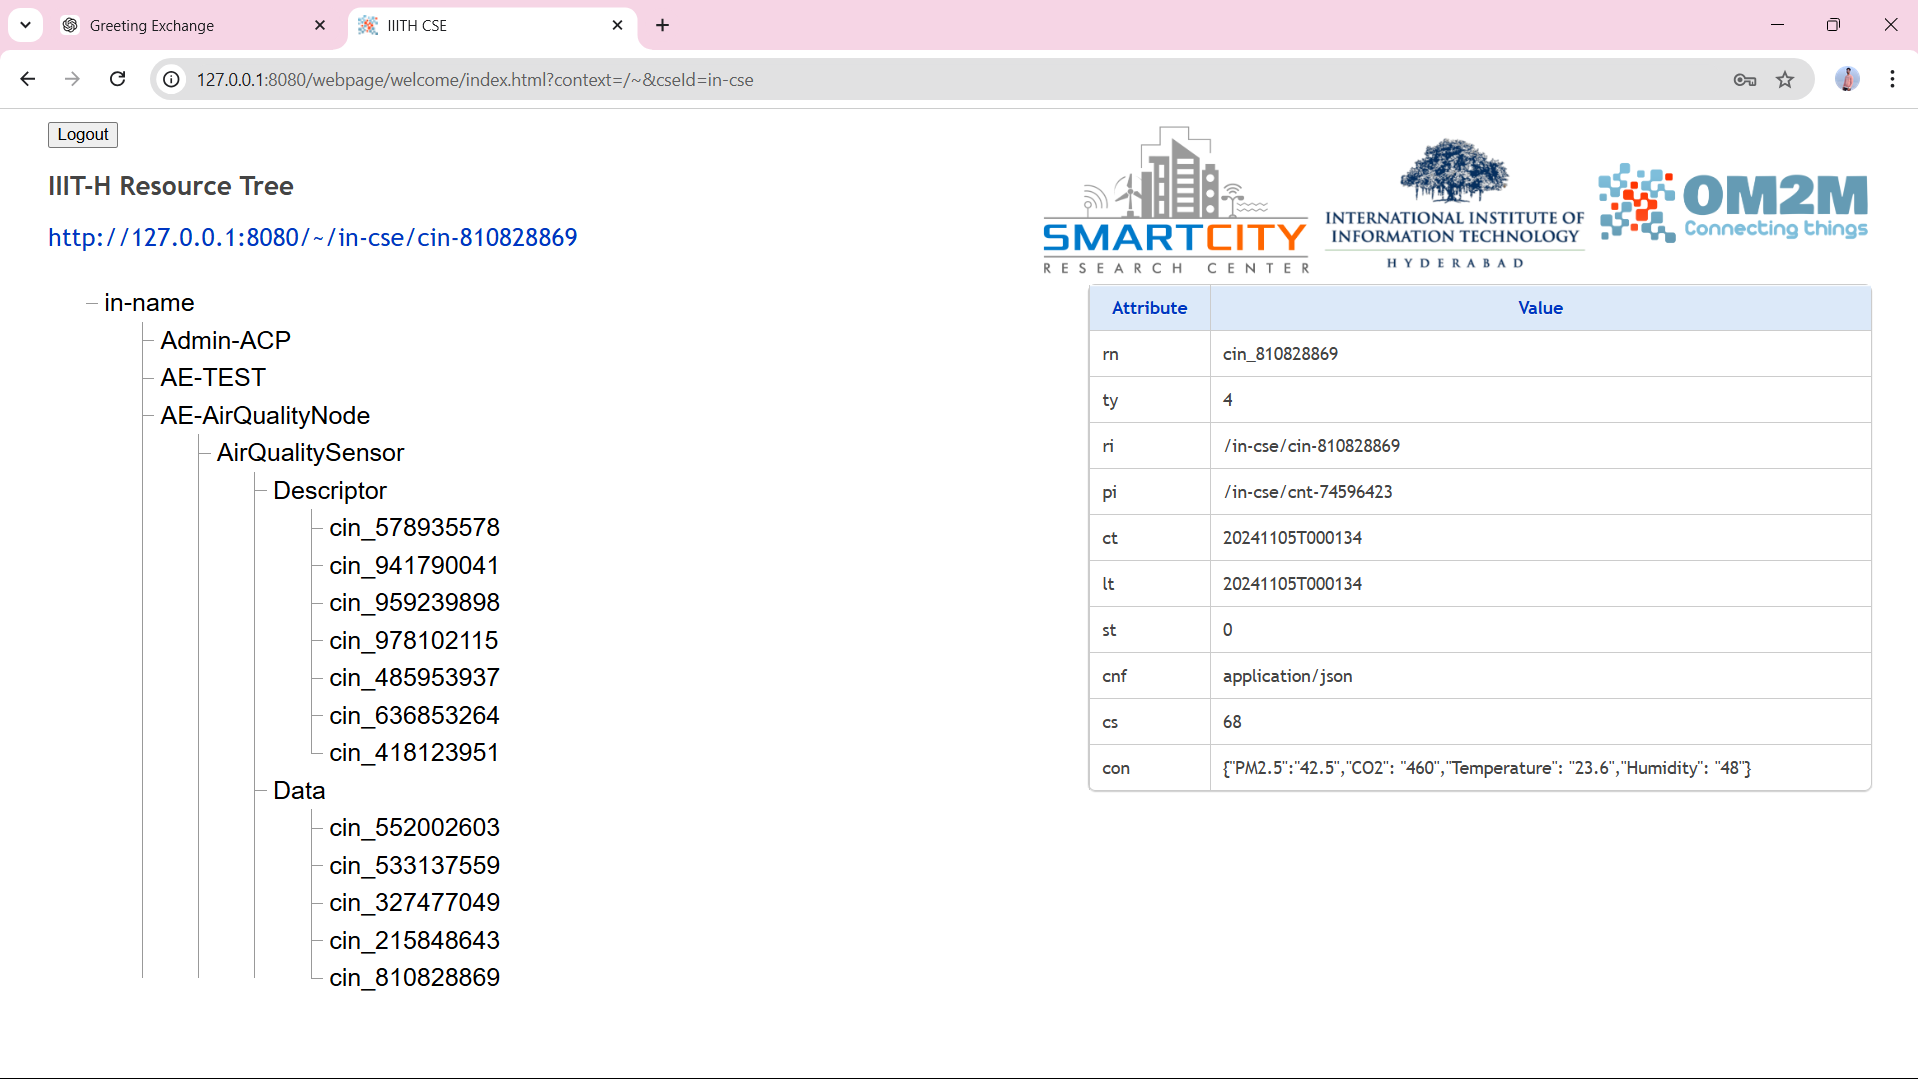 Greeting Exchange
IIITH CSE
127.0.0.1:8080/webpage/welcome/index.html?context=/~&cseId=in-cse
Logout
IIIT-H Resource Tree
http://127.0.0.1:8080/~/in-cse/cin-810828869
SMARTCITY
RESEARCH CENTER
INTERNATIONAL INSTITUTE OF
INFORMATION TECHNOLOGY
HYDERABAD
OM2M
Connecting things
in-name
Admin-ACP
AE-TEST
AE-AirQualityNode
AirQualitySensor
Descriptor
cin_578935578
cin_941790041
cin_959239898
cin_978102115
cin_485953937
cin_636853264
cin_418123951
Data
cin_552002603
cin_533137559
cin_327477049
cin_215848643
cin_810828869
Attribute Value
rn cin_810828869
ty 4
ri /in-cse/cin-810828869
pi /in-cse/cnt-74596423
ct 20241105T000134
lt 20241105T000134
st 0
cnf application/json
cs 68
con {"PM2.5":"42.5","CO2": "460","Temperature": "23.6","Humidity": "48"}